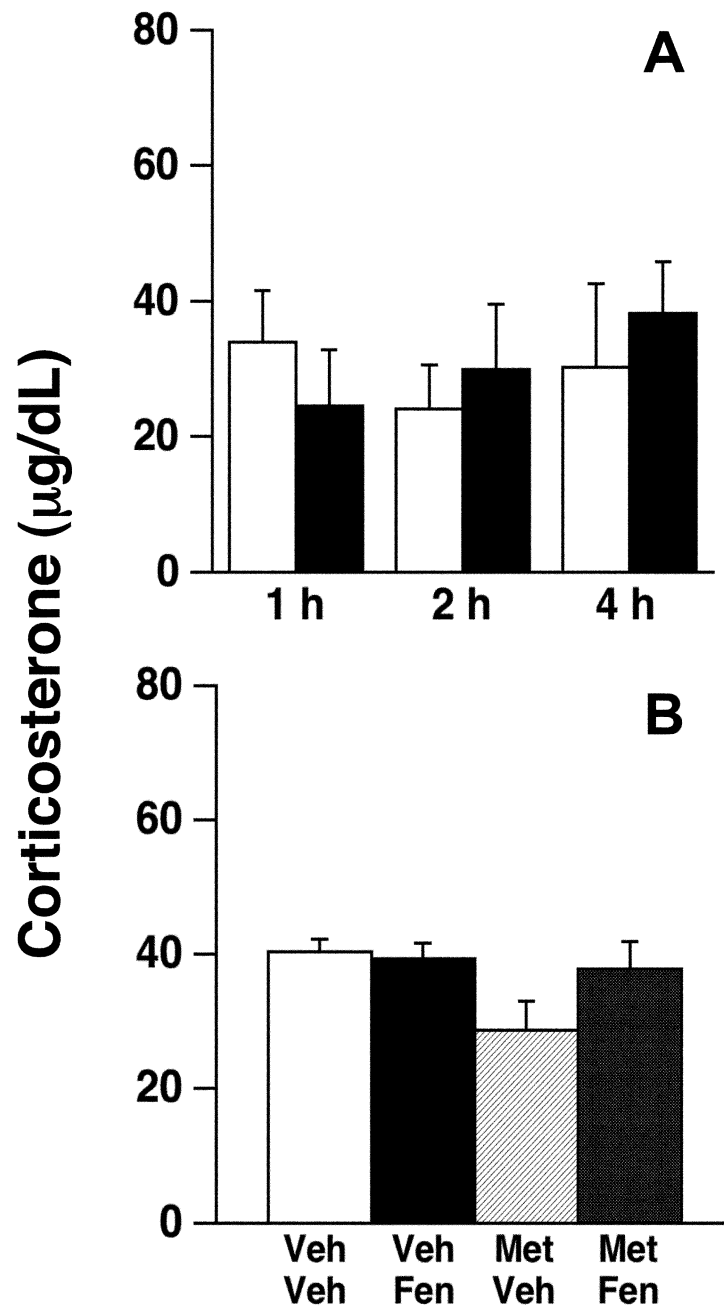 Corticosterone (μg/dL)
A
80
60
40
20
0
1 h 2 h 4 h
B
80
60
40
20
0
Veh Veh Met Met
Veh Fen Veh Fen